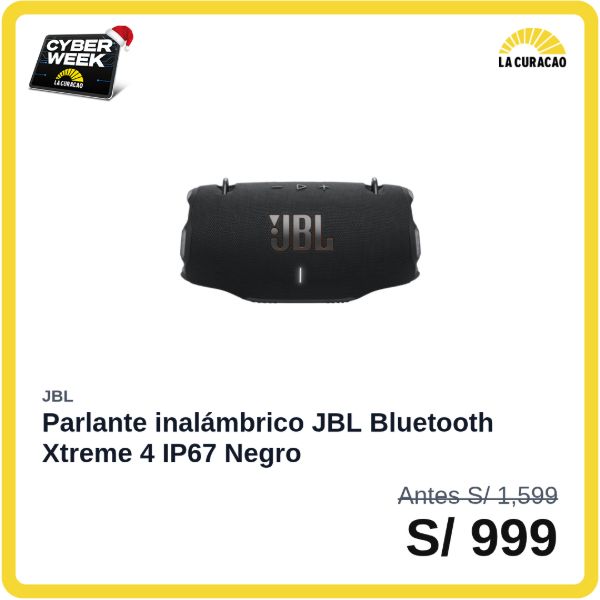 CYBER
WEEK
LA CURACAO
LA CURACAO
JBL
JBL
Parlante inalámbrico JBL Bluetooth
Xtreme 4 IP67 Negro
Antes S/ 1,599
S/ 999